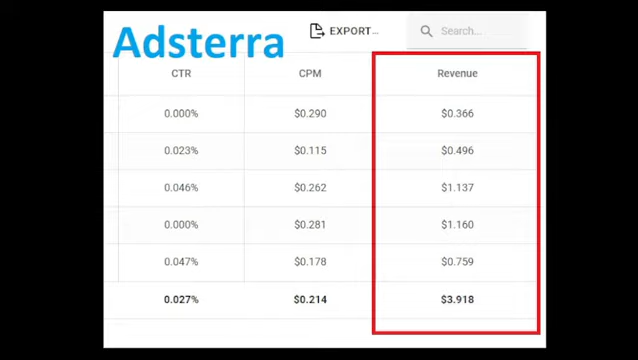 Adsterra EXPORT... Search...
CTR CPM Revenue
0.000% $0.290 $0.366
0.023% $0.115 $0.496
0.046% $0.262 $1.137
0.000% $0.281 $1.160
0.047% $0.178 $0.759
0.027% $0.214 $3.918